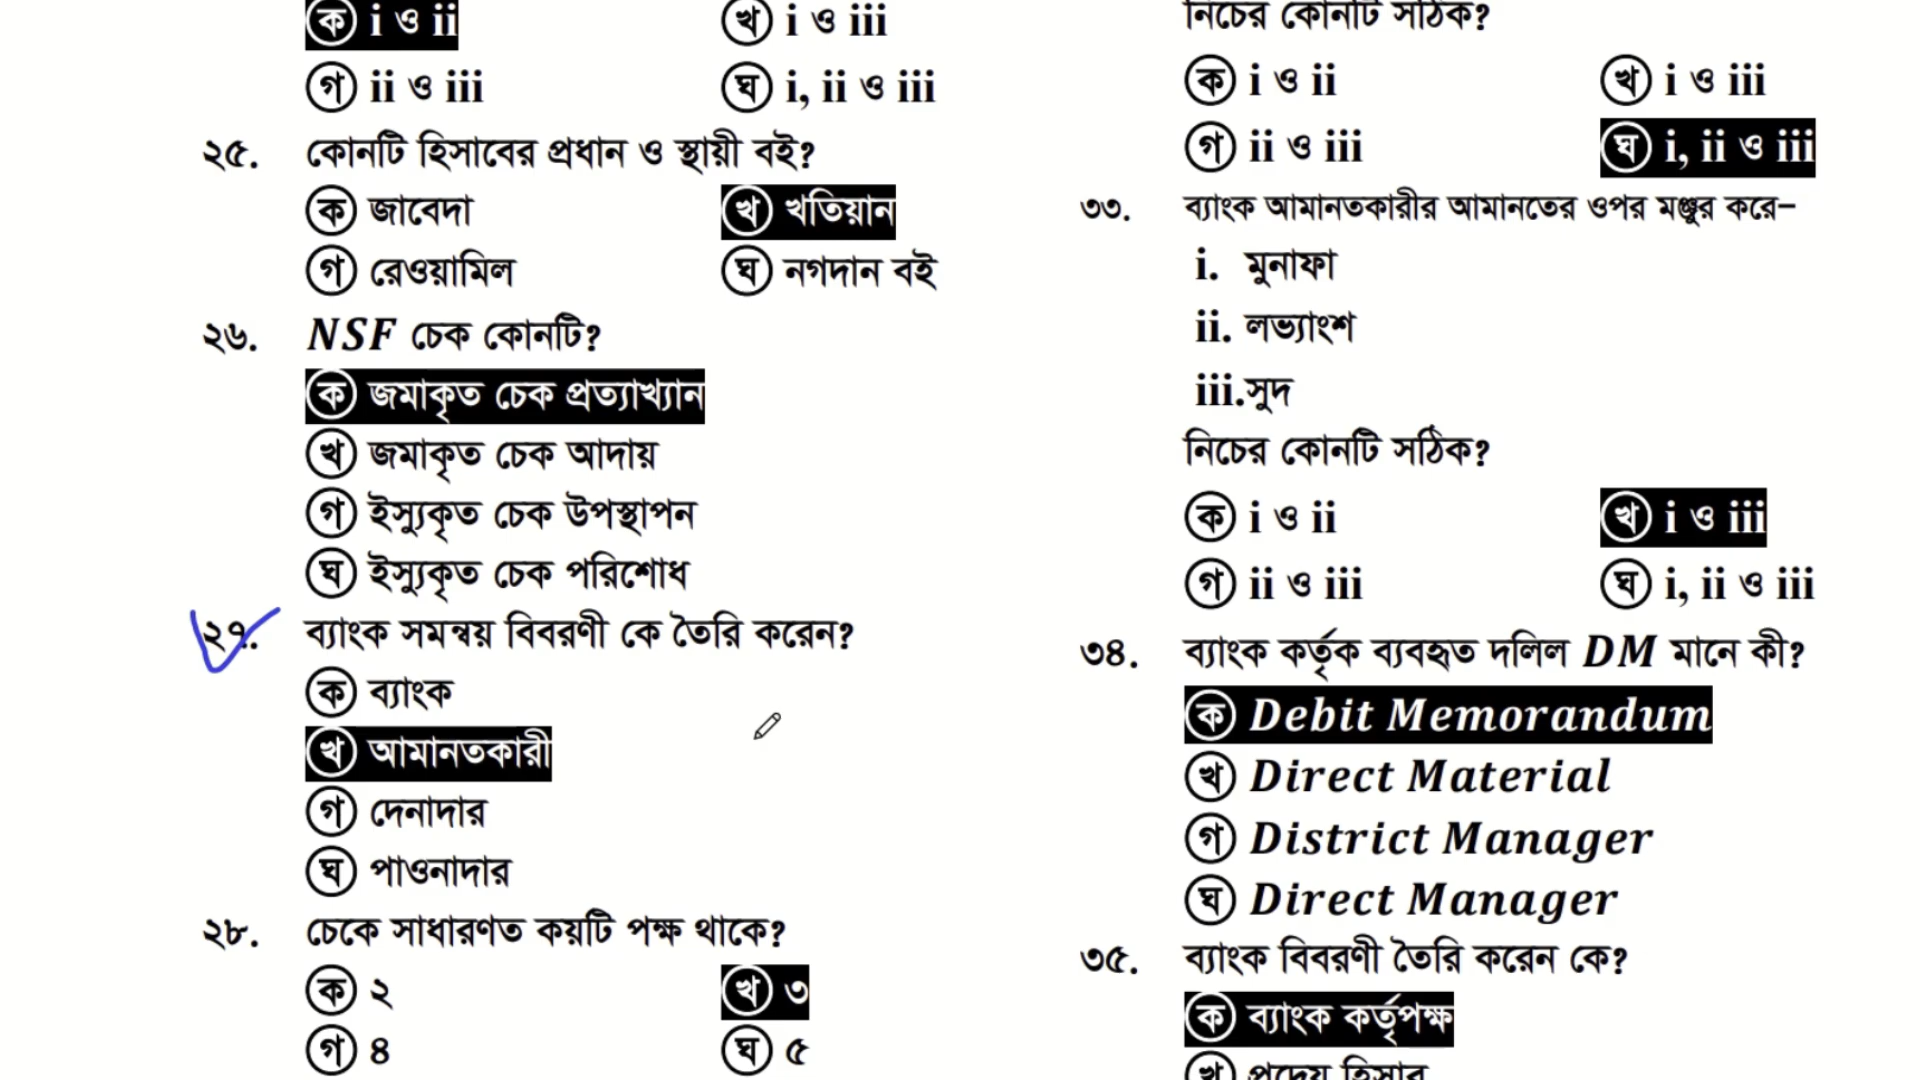 ক i ও ii
খ i ও iii
গ ii ও iii
ঘ i, ii ও iii
২৫. কোনটি হিসাবের প্রধান ও স্থায়ী বই?
ক জাবেদা
খ খতিয়ান
গ রেওয়ামিল
ঘ নগদান বই
২৬. NSF চেক কোনটি?
ক জমাকৃত চেক প্রত্যাখ্যান
খ জমাকৃত চেক আদায়
গ ইস্যুকৃত চেক উপস্থাপন
ঘ ইস্যুকৃত চেক পরিশোধ
২৭. ব্যাংক সমন্বয় বিবরণী কে তৈরি করেন?
ক ব্যাংক
খ আমানতকারী
গ দেনাদার
ঘ পাওনাদার
২৮. চেকে সাধারণত কয়টি পক্ষ থাকে?
ক ২
খ ৩
গ ৪
ঘ ৫
নিচের কোনটি সঠিক?
ক i ও ii
খ i ও iii
গ ii ও iii
ঘ i, ii ও iii
৩৩. ব্যাংক আমানতকারীর আমানতের ওপর মঞ্জুর করে–
i. মুনাফা
ii. লভ্যাংশ
iii.সুদ
নিচের কোনটি সঠিক?
ক i ও ii
খ i ও iii
গ ii ও iii
ঘ i, ii ও iii
৩৪. ব্যাংক কর্তৃক ব্যবহৃত দলিল DM মানে কী?
ক Debit Memorandum
খ Direct Material
গ District Manager
ঘ Direct Manager
৩৫. ব্যাংক বিবরণী তৈরি করেন কে?
ক ব্যাংক কর্তৃপক্ষ
খ প্রদেয় হিসাব